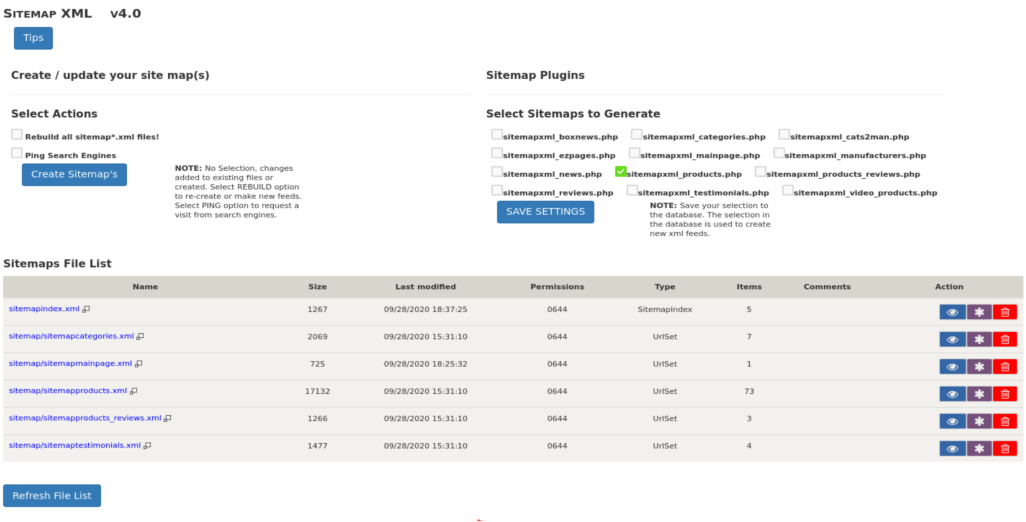 SITEMAP XML v4.0
Tips
Create / update your site map(s)
Select Actions
Rebuild all sitemap*.xml files!
Ping Search Engines
Create Sitemap's
NOTE: No Selection, changes
added to existing files or
created. Select REBUILD option
to re-create or make new feeds.
Select PING option to request a
visit from search engines.
Sitemap Plugins
Select Sitemaps to Generate
sitemapxml_boxnews.php sitemapxml_categories.php sitemapxml_cats2man.php
sitemapxml_ezpages.php sitemapxml_mainpage.php sitemapxml_manufacturers.php
sitemapxml_news.php sitemapxml_products.php sitemapxml_products_reviews.php
sitemapxml_reviews.php sitemapxml_testimonials.php sitemapxml_video_products.php
SAVE SETTINGS
NOTE: Save your selection to
the database. The selection in
the database is used to create
new xml feeds.
Sitemaps File List
Name Size Last modified Permissions Type Items Comments Action
sitemapindex.xml 1267 09/28/2020 18:37:25 0644 SitemapIndex 5
sitemap/sitemapcategories.xml 2069 09/28/2020 15:31:10 0644 UrlSet 7
sitemap/sitemapmainpage.xml 725 09/28/2020 18:25:32 0644 UrlSet 1
sitemap/sitemapproducts.xml 17132 09/28/2020 15:31:10 0644 UrlSet 73
sitemap/sitemapproducts_reviews.xml 1266 09/28/2020 15:31:10 0644 UrlSet 3
sitemap/sitemaptestimonials.xml 1477 09/28/2020 15:31:10 0644 UrlSet 4
Refresh File List